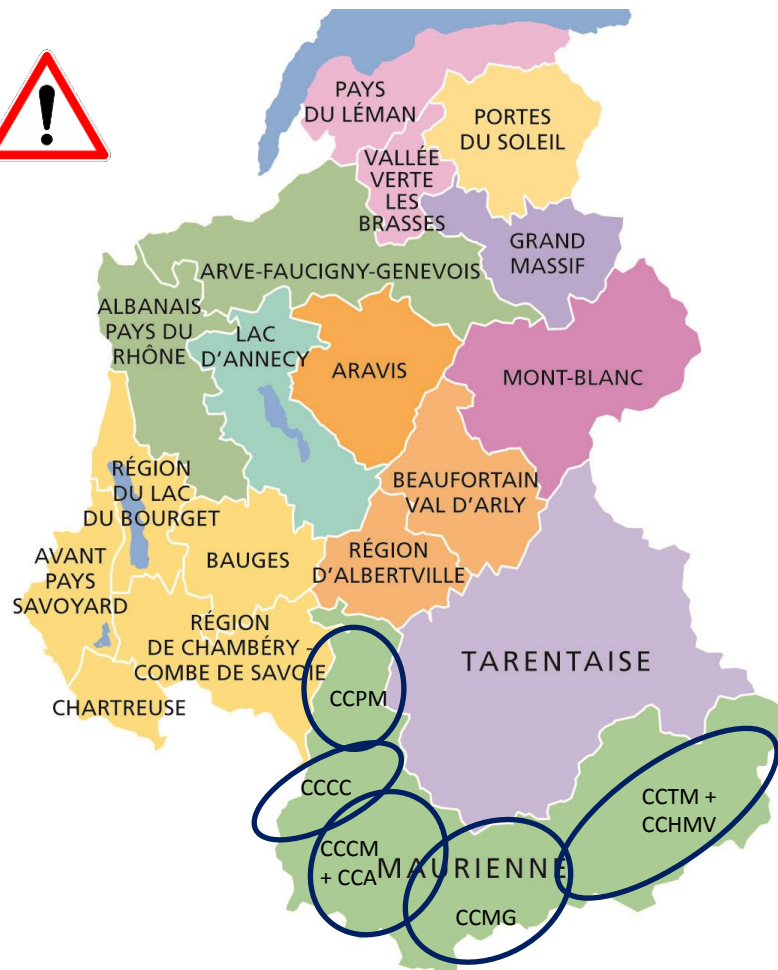 !
PAYS
DU LÉMAN
PORTES
DU SOLEIL
VALLÉE
VERTE
LES
BRASSES
GRAND
MASSIF
ARVE-FAUCIGNY-GENEVOIS
ALBANAIS
PAYS DU
RHÔNE
LAC
D'ANNECY
ARAVIS
MONT-BLANC
BEAUFORTAIN
VAL D'ARLY
RÉGION
DU LAC
DU BOURGET
BAUGES
RÉGION
D'ALBERTVILLE
AVANT
PAYS
SAVOYARD
RÉGION
DE CHAMBÉRY -
COMBE DE SAVOIE
TARENTAISE
CHARTREUSE
CCPM
CCCC
CCTM +
CCHMV
CCCM
+ CCA
MAURIENNE
CCMG